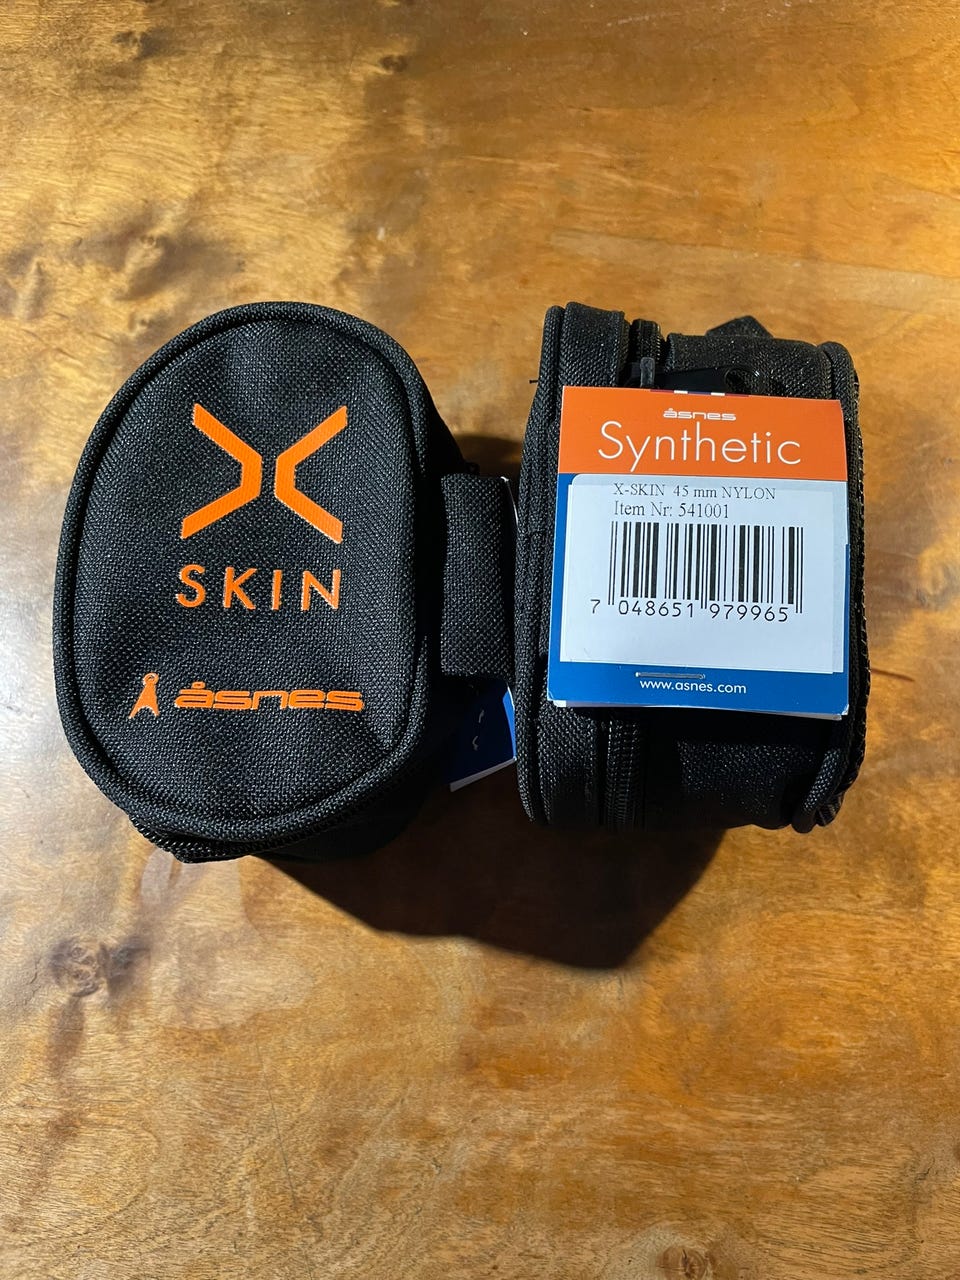 X
SKIN
åsnes
åsnes
Synthetic
X-SKIN 45 mm NYLON
Item Nr: 541001
7 048651 979965
www.asnes.com